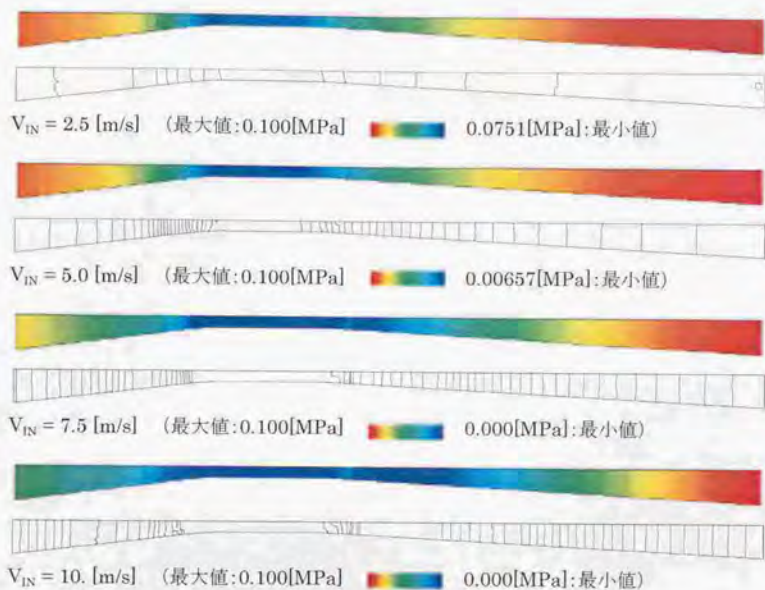 V_IN = 2.5 [m/s] (最大値:0.100[MPa] 0.0751[MPa]:最小値)
V_IN = 5.0 [m/s] (最大値:0.100[MPa] 0.00657[MPa]:最小値)
V_IN = 7.5 [m/s] (最大値:0.100[MPa] 0.000[MPa]:最小値)
V_IN = 10. [m/s] (最大値:0.100[MPa] 0.000[MPa]:最小値)